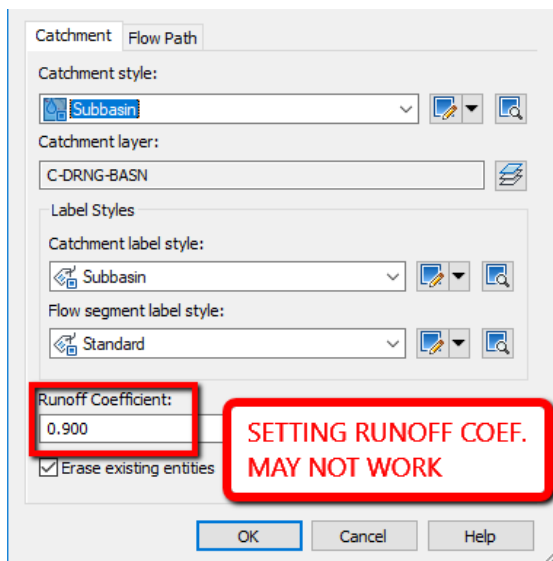 Catchment Flow Path
Catchment style:
Subbasin
Catchment layer:
C-DRNG-BASN
Label Styles
Catchment label style:
Subbasin
Flow segment label style:
Standard
Runoff Coefficient:
0.900
SETTING RUNOFF COEF.
MAY NOT WORK
Erase existing entities
OK Cancel Help